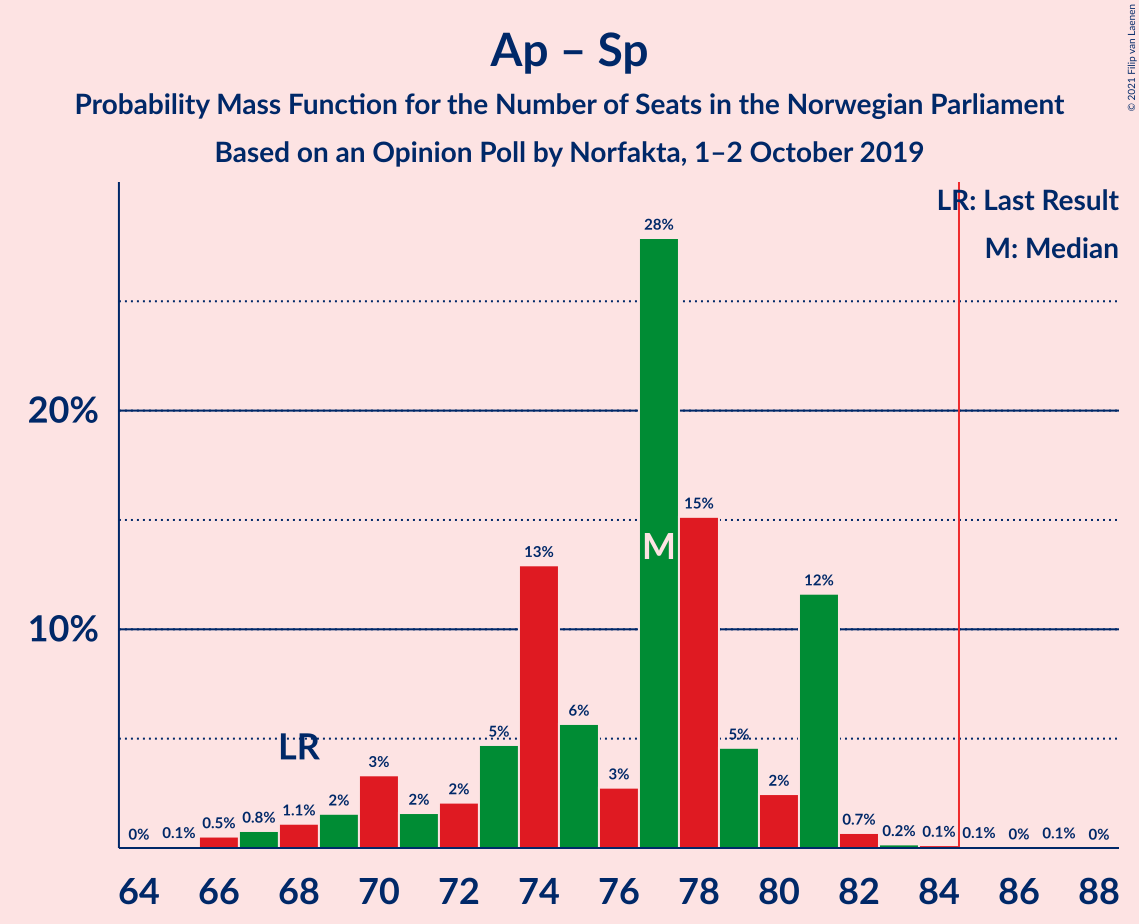 Ap – Sp
Probability Mass Function for the Number of Seats in the Norwegian Parliament
Based on an Opinion Poll by Norfakta, 1–2 October 2019
© 2021 Filip van Laenen
LR: Last Result
M: Median
20%
10%
0% 0.1% 0.5% 0.8% 1.1% 2% 3% 2% 2% 5% 13% 6% 3% 28% 15% 5% 2% 12% 0.7% 0.2% 0.1% 0.1% 0% 0.1% 0%
LR
M
64 66 68 70 72 74 76 78 80 82 84 86 88